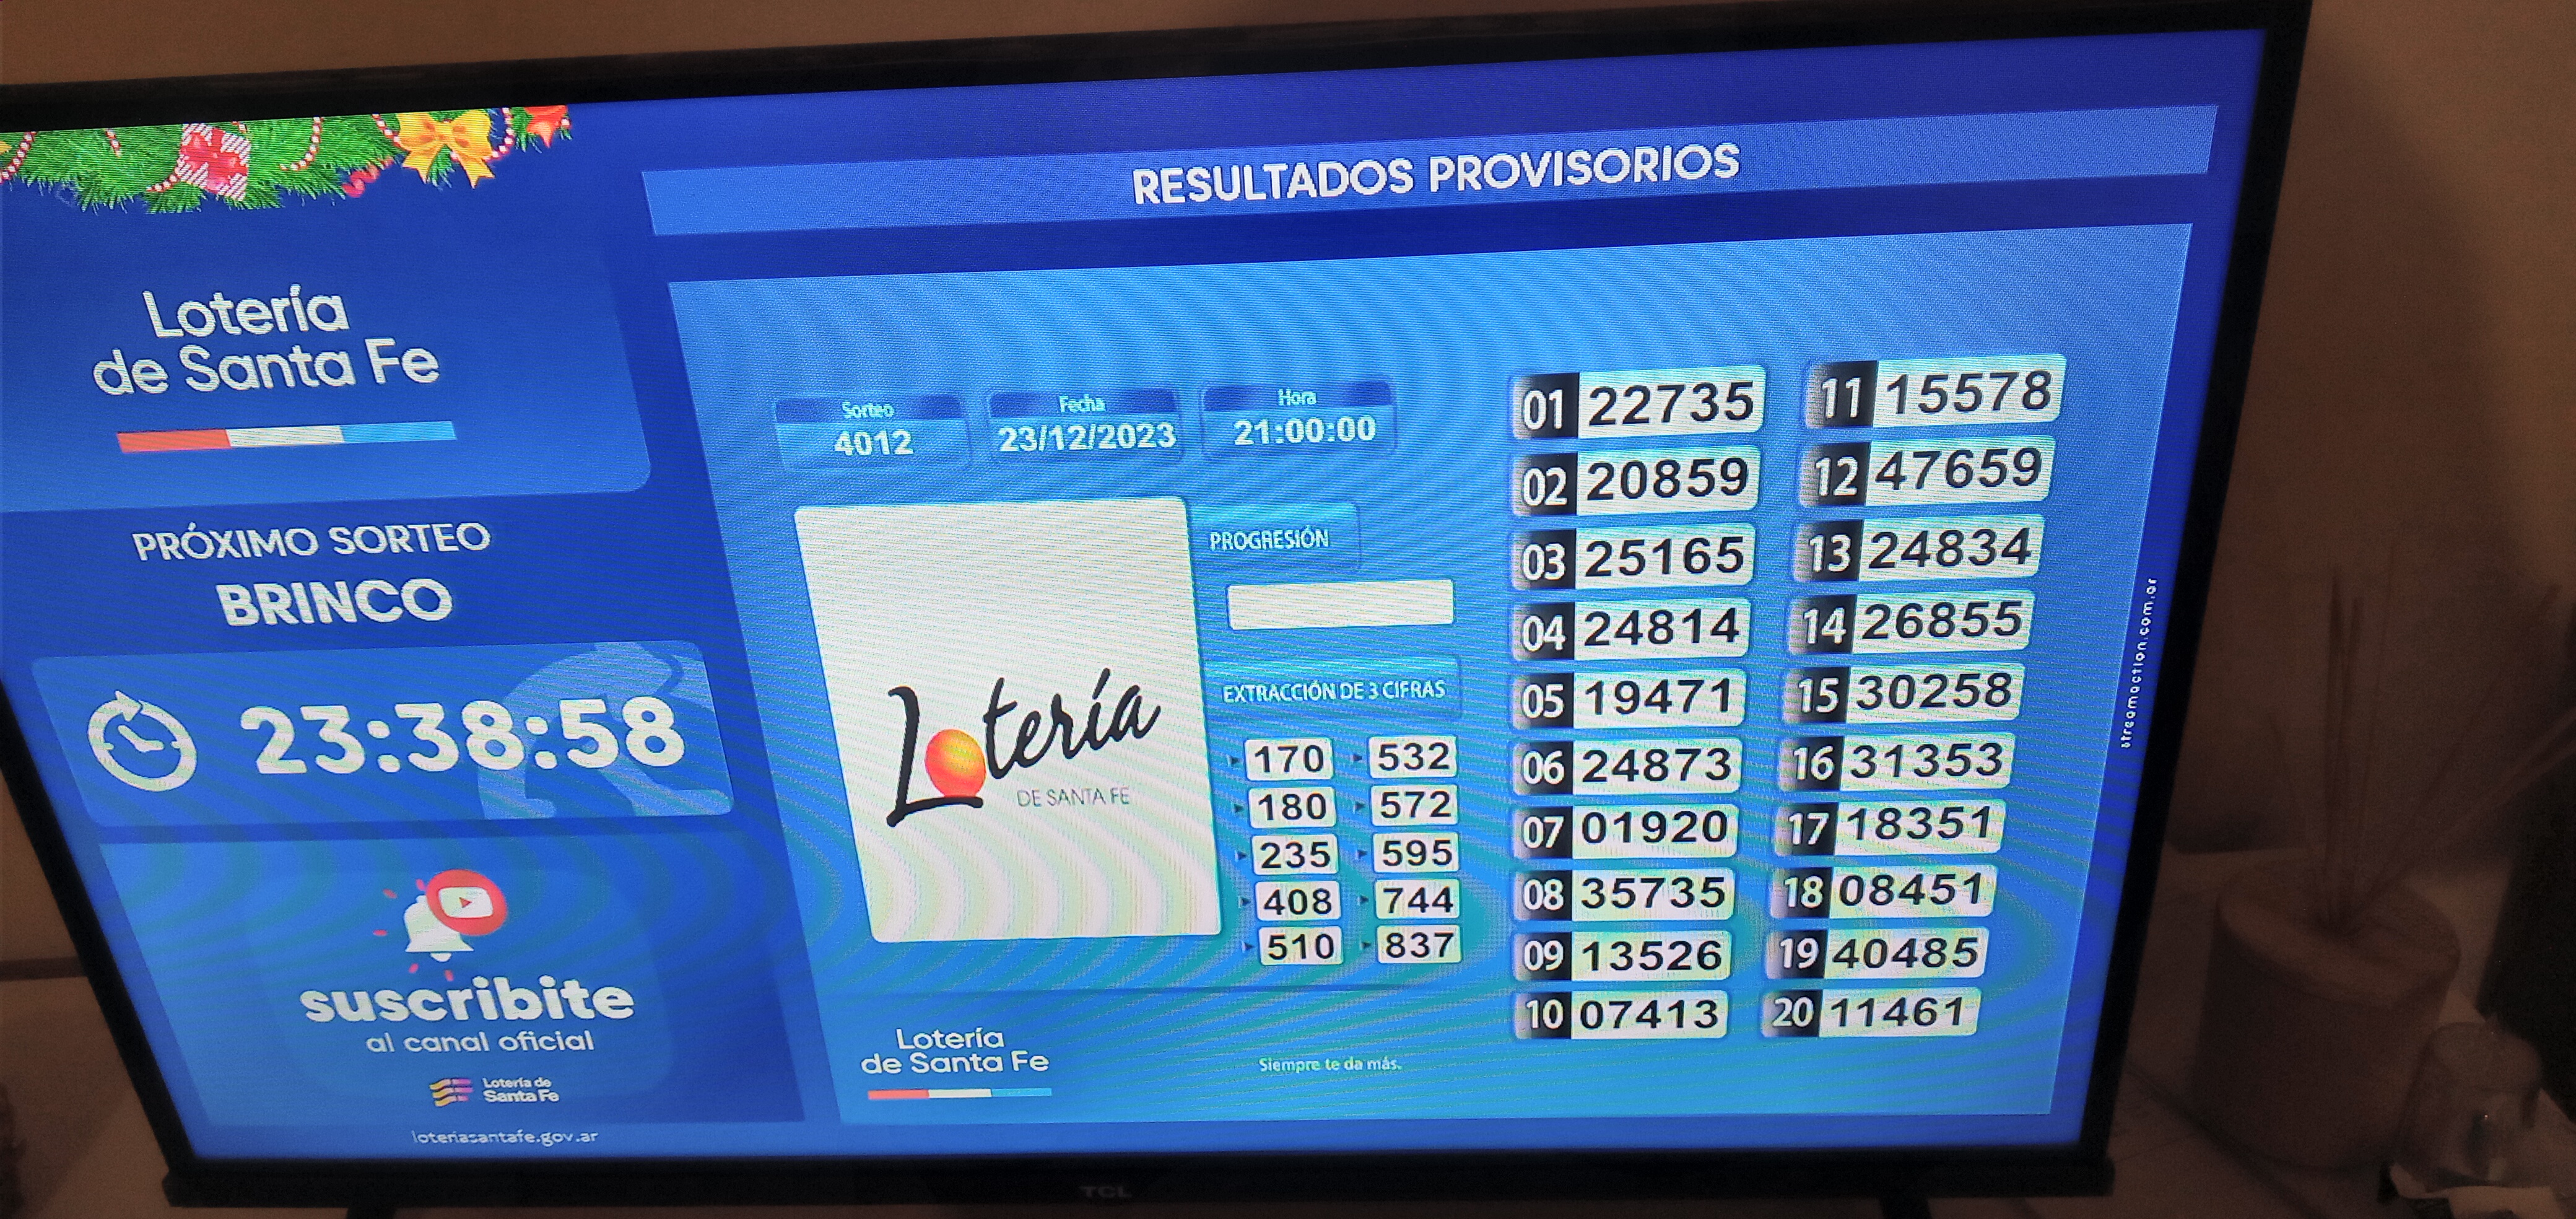 RESULTADOS PROVISORIOS
Lotería
de Santa Fe
PRÓXIMO SORTEO
BRINCO
23:38:58
suscribite
al canal oficial
Lotería de
Santa Fe
loteriasantafe.gov.ar
Sorteo
4012
Fecha
23/12/2023
Hora
21:00:00
Lotería
DE SANTA FE
PROGRESIÓN
EXTRACCIÓN DE 3 CIFRAS
170 532
180 572
235 595
408 744
510 837
01 22735
02 20859
03 25165
04 24814
05 19471
06 24873
07 01920
08 35735
09 13526
10 07413
11 15578
12 47659
13 24834
14 26855
15 30258
16 31353
17 18351
18 08451
19 40485
20 11461
Lotería
de Santa Fe
Siempre te da más.
streamaction.com.ar
TCL